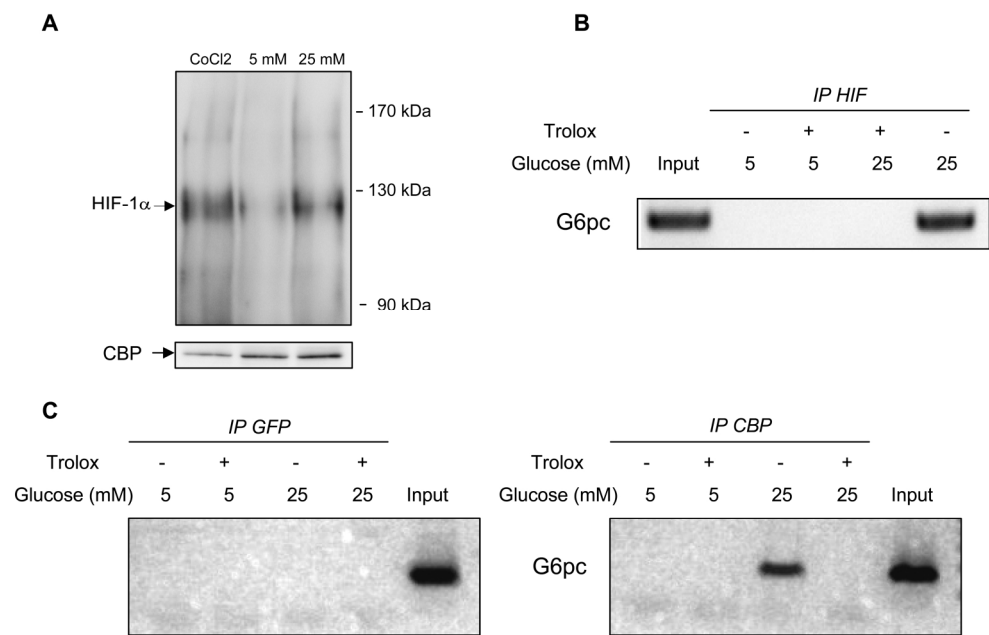 A
CoCl2 5 mM 25 mM
– 170 kDa
HIF-1α
– 130 kDa
– 90 kDa
CBP
B
IP HIF
Trolox - + + -
Glucose (mM) Input 5 5 25 25
G6pc
C
IP GFP
Trolox - + - +
Glucose (mM) 5 5 25 25 Input
IP CBP
Trolox - + - +
Glucose (mM) 5 5 25 25 Input
G6pc